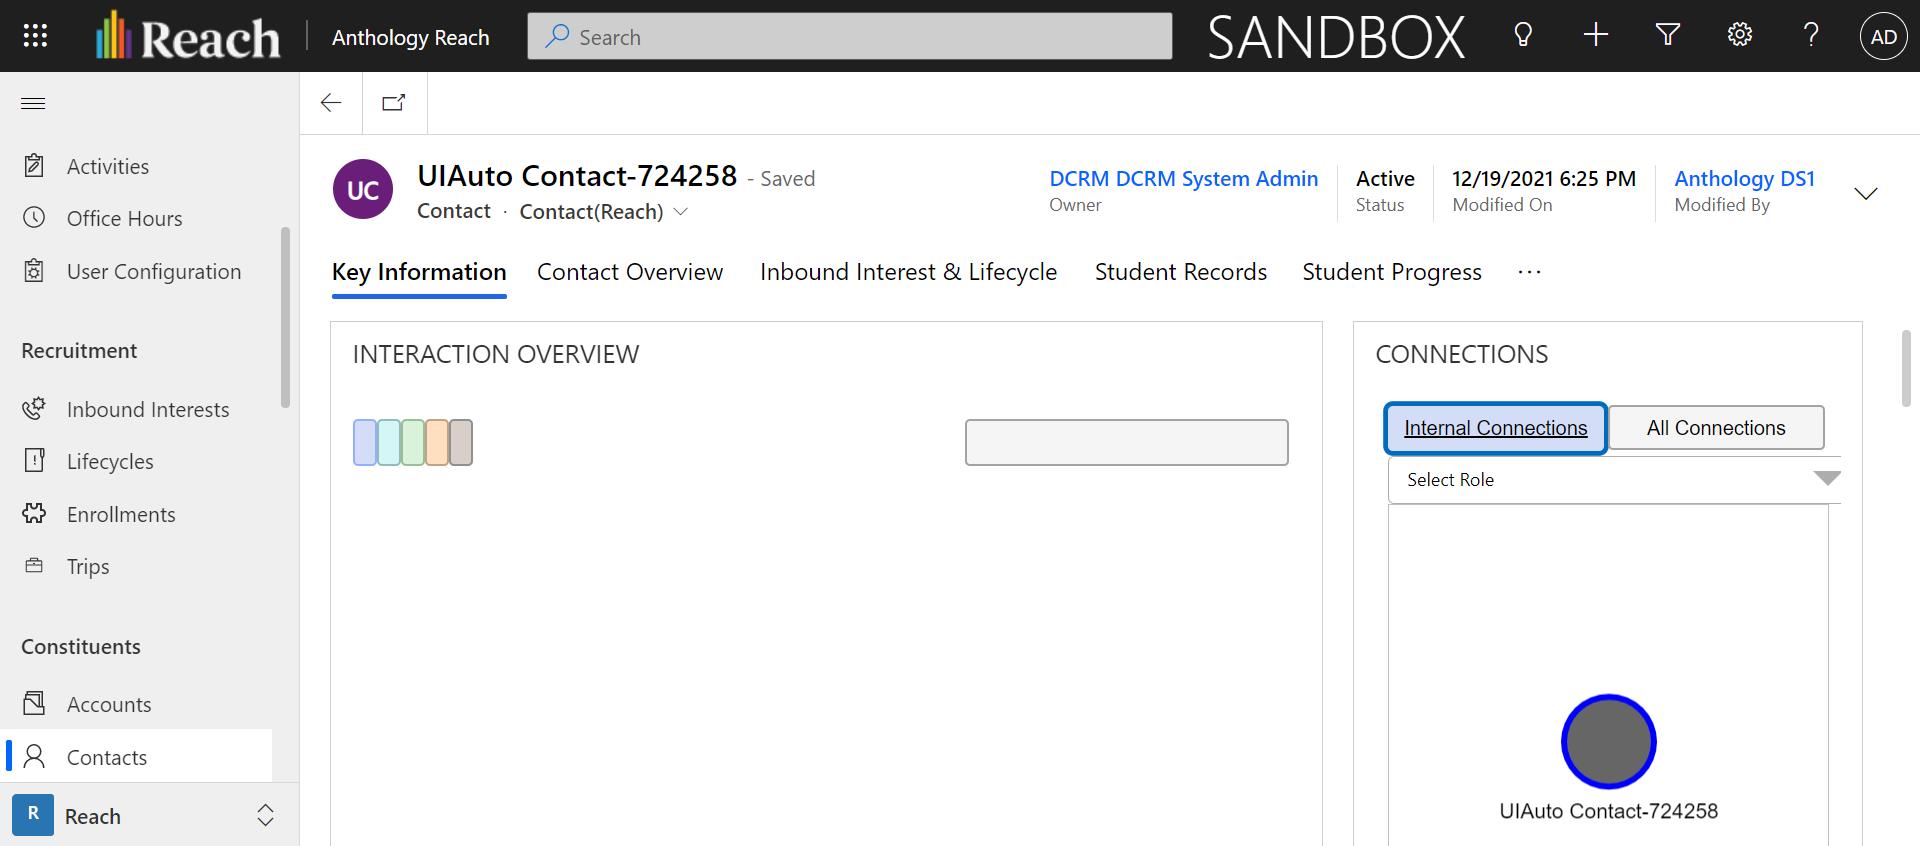 Reach
Anthology Reach
Search
SANDBOX
AD
Activities
Office Hours
User Configuration
Recruitment
Inbound Interests
Lifecycles
Enrollments
Trips
Constituents
Accounts
Contacts
R
Reach
UC
UIAuto Contact-724258 - Saved
Contact · Contact(Reach)
DCRM DCRM System Admin
Owner
Active
Status
12/19/2021 6:25 PM
Modified On
Anthology DS1
Modified By
Key Information
Contact Overview
Inbound Interest & Lifecycle
Student Records
Student Progress
...
INTERACTION OVERVIEW
CONNECTIONS
Internal Connections
All Connections
Select Role
UIAuto Contact-724258